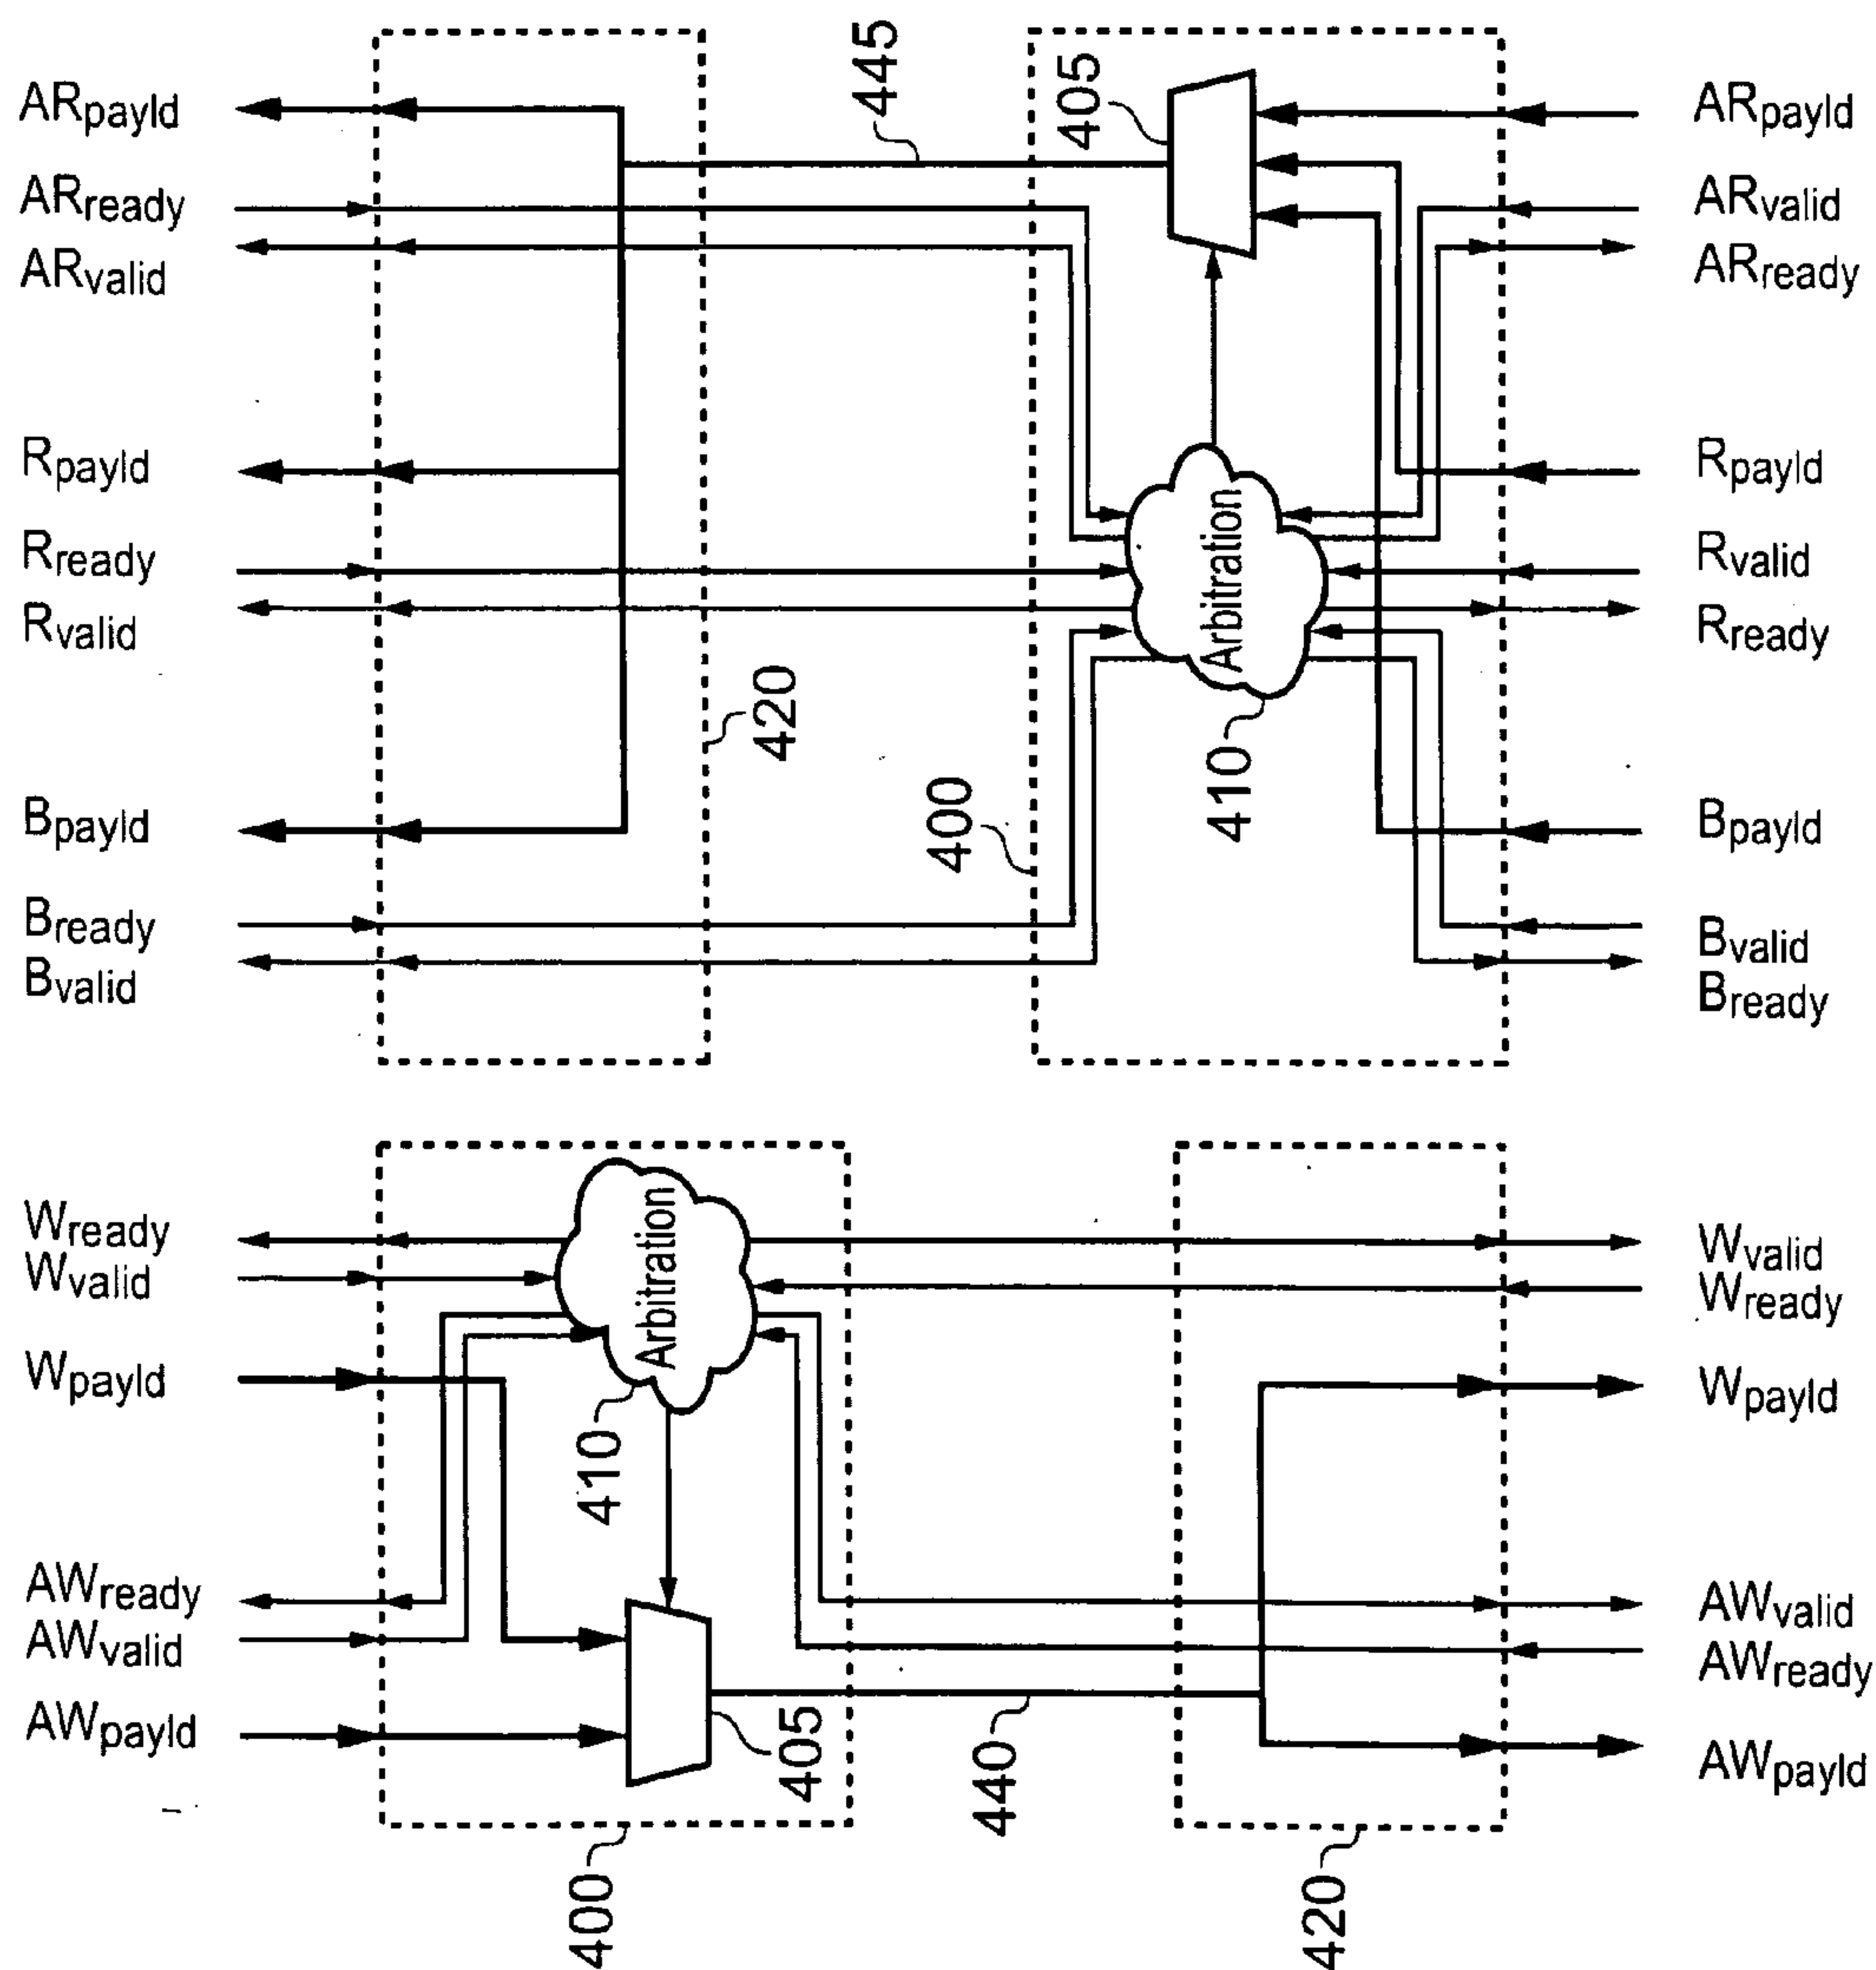 ARpayld
ARready
ARvalid
Rpayld
Rready
Rvalid
Bpayld
Bready
Bvalid
445
405
Arbitration
420
400
410
ARpayld
ARvalid
ARready
Rpayld
Rvalid
Rready
Bpayld
Bvalid
Bready
Wready
Wvalid
Wpayld
AWready
AWvalid
AWpayld
Arbitration
410
405
440
400
420
Wvalid
Wready
Wpayld
AWvalid
AWready
AWpayld